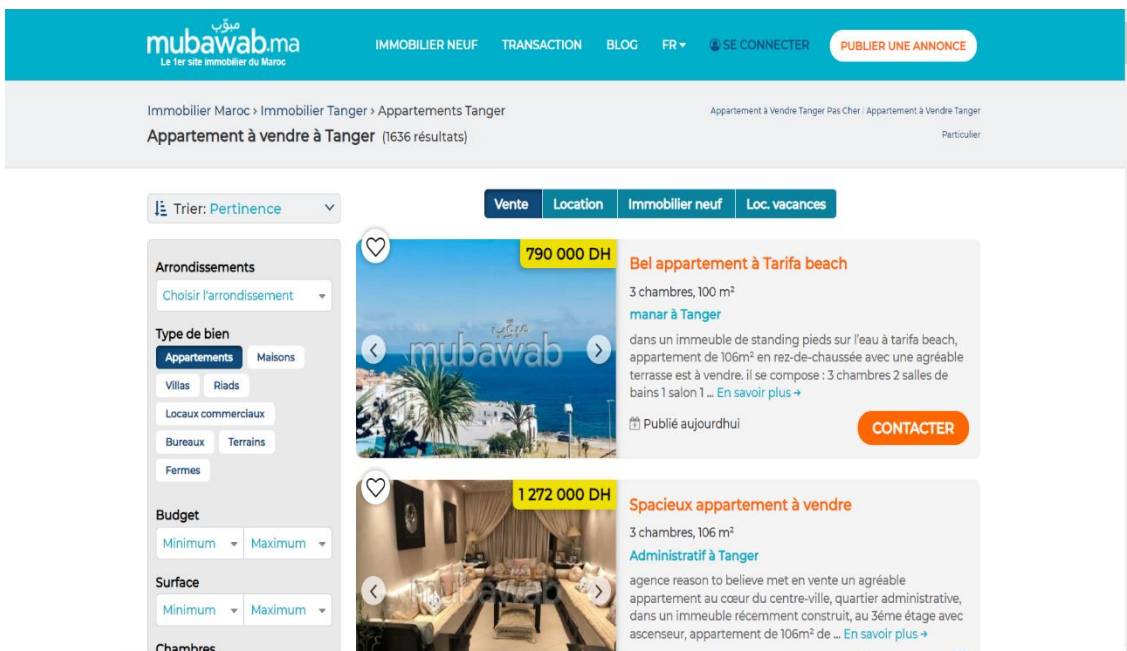 مبوّب
mubawab.ma
Le 1er site immobilier du Maroc
IMMOBILIER NEUF TRANSACTION BLOG FR SE CONNECTER PUBLIER UNE ANNONCE
Immobilier Maroc › Immobilier Tanger › Appartements Tanger
Appartement à Vendre Tanger Pas Cher / Appartement à Vendre Tanger
Particulier
Appartement à vendre à Tanger (1636 résultats)
Trier: Pertinence
Vente Location Immobilier neuf Loc. vacances
Arrondissements
Choisir l'arrondissement
Type de bien
Appartements Maisons
Villas Riads
Locaux commerciaux
Bureaux Terrains
Fermes
Budget
Minimum Maximum
Surface
Minimum Maximum
Chambres
790 000 DH
مبوّب
mubawab
Bel appartement à Tarifa beach
3 chambres, 100 m²
manar à Tanger
dans un immeuble de standing pieds sur l'eau à tarifa beach,
appartement de 106m² en rez-de-chaussée avec une agréable
terrasse est à vendre. il se compose : 3 chambres 2 salles de
bains 1 salon 1 ... En savoir plus →
Publié aujourdhui
CONTACTER
1 272 000 DH
mubawab
Spacieux appartement à vendre
3 chambres, 106 m²
Administratif à Tanger
agence reason to believe met en vente un agréable
appartement au cœur du centre-ville, quartier administrative,
dans un immeuble récemment construit, au 3éme étage avec
ascenseur, appartement de 106m² de ... En savoir plus →